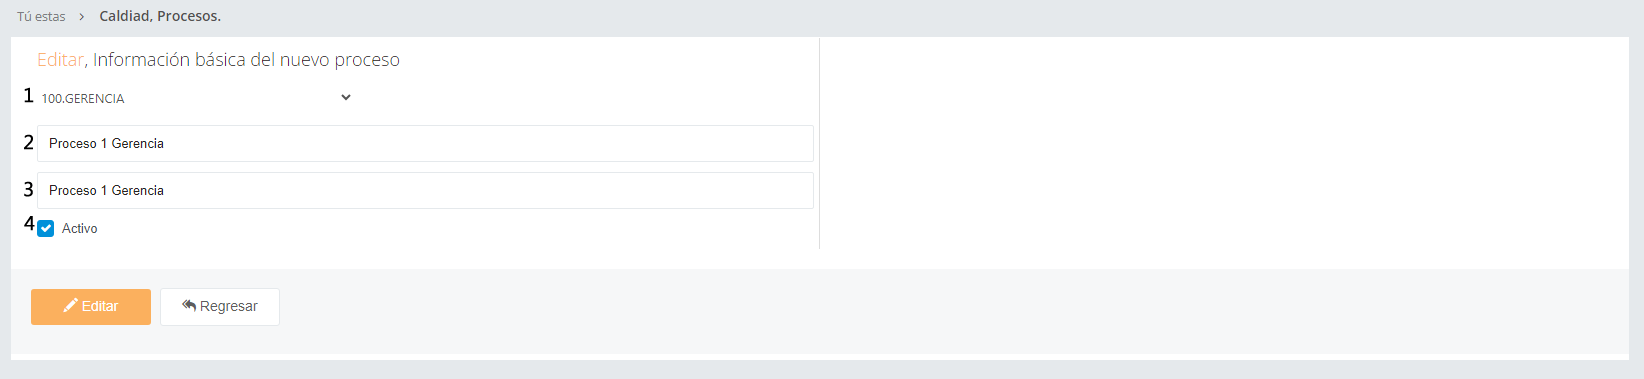 Tú estas > Caldiad, Procesos.
Editar, Información básica del nuevo proceso
1 100.GERENCIA
2 Proceso 1 Gerencia
3 Proceso 1 Gerencia
4 Activo
Editar Regresar